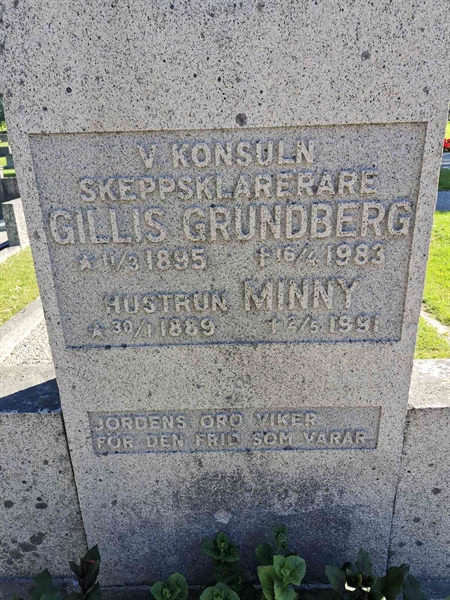 V KONSULN
SKEPPSKLARERARE
GILLIS GRUNDBERG
* 11/3 1895 † 16/4 1983
HUSTRUN MINNY
* 30/1 1889 † 2/5 1991
JORDENS ORO VIKER
FÖR DEN FRID SOM VARAR